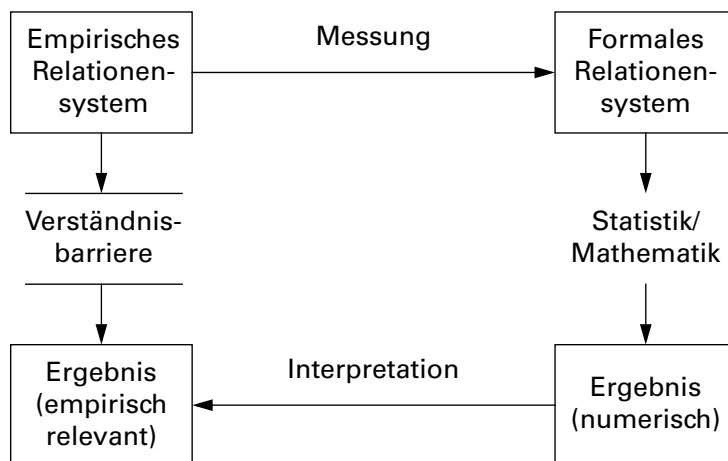 Empirisches
Relationen-
system
Messung
Formales
Relationen-
system
Verständnis-
barriere
Statistik/
Mathematik
Ergebnis
(empirisch
relevant)
Interpretation
Ergebnis
(numerisch)